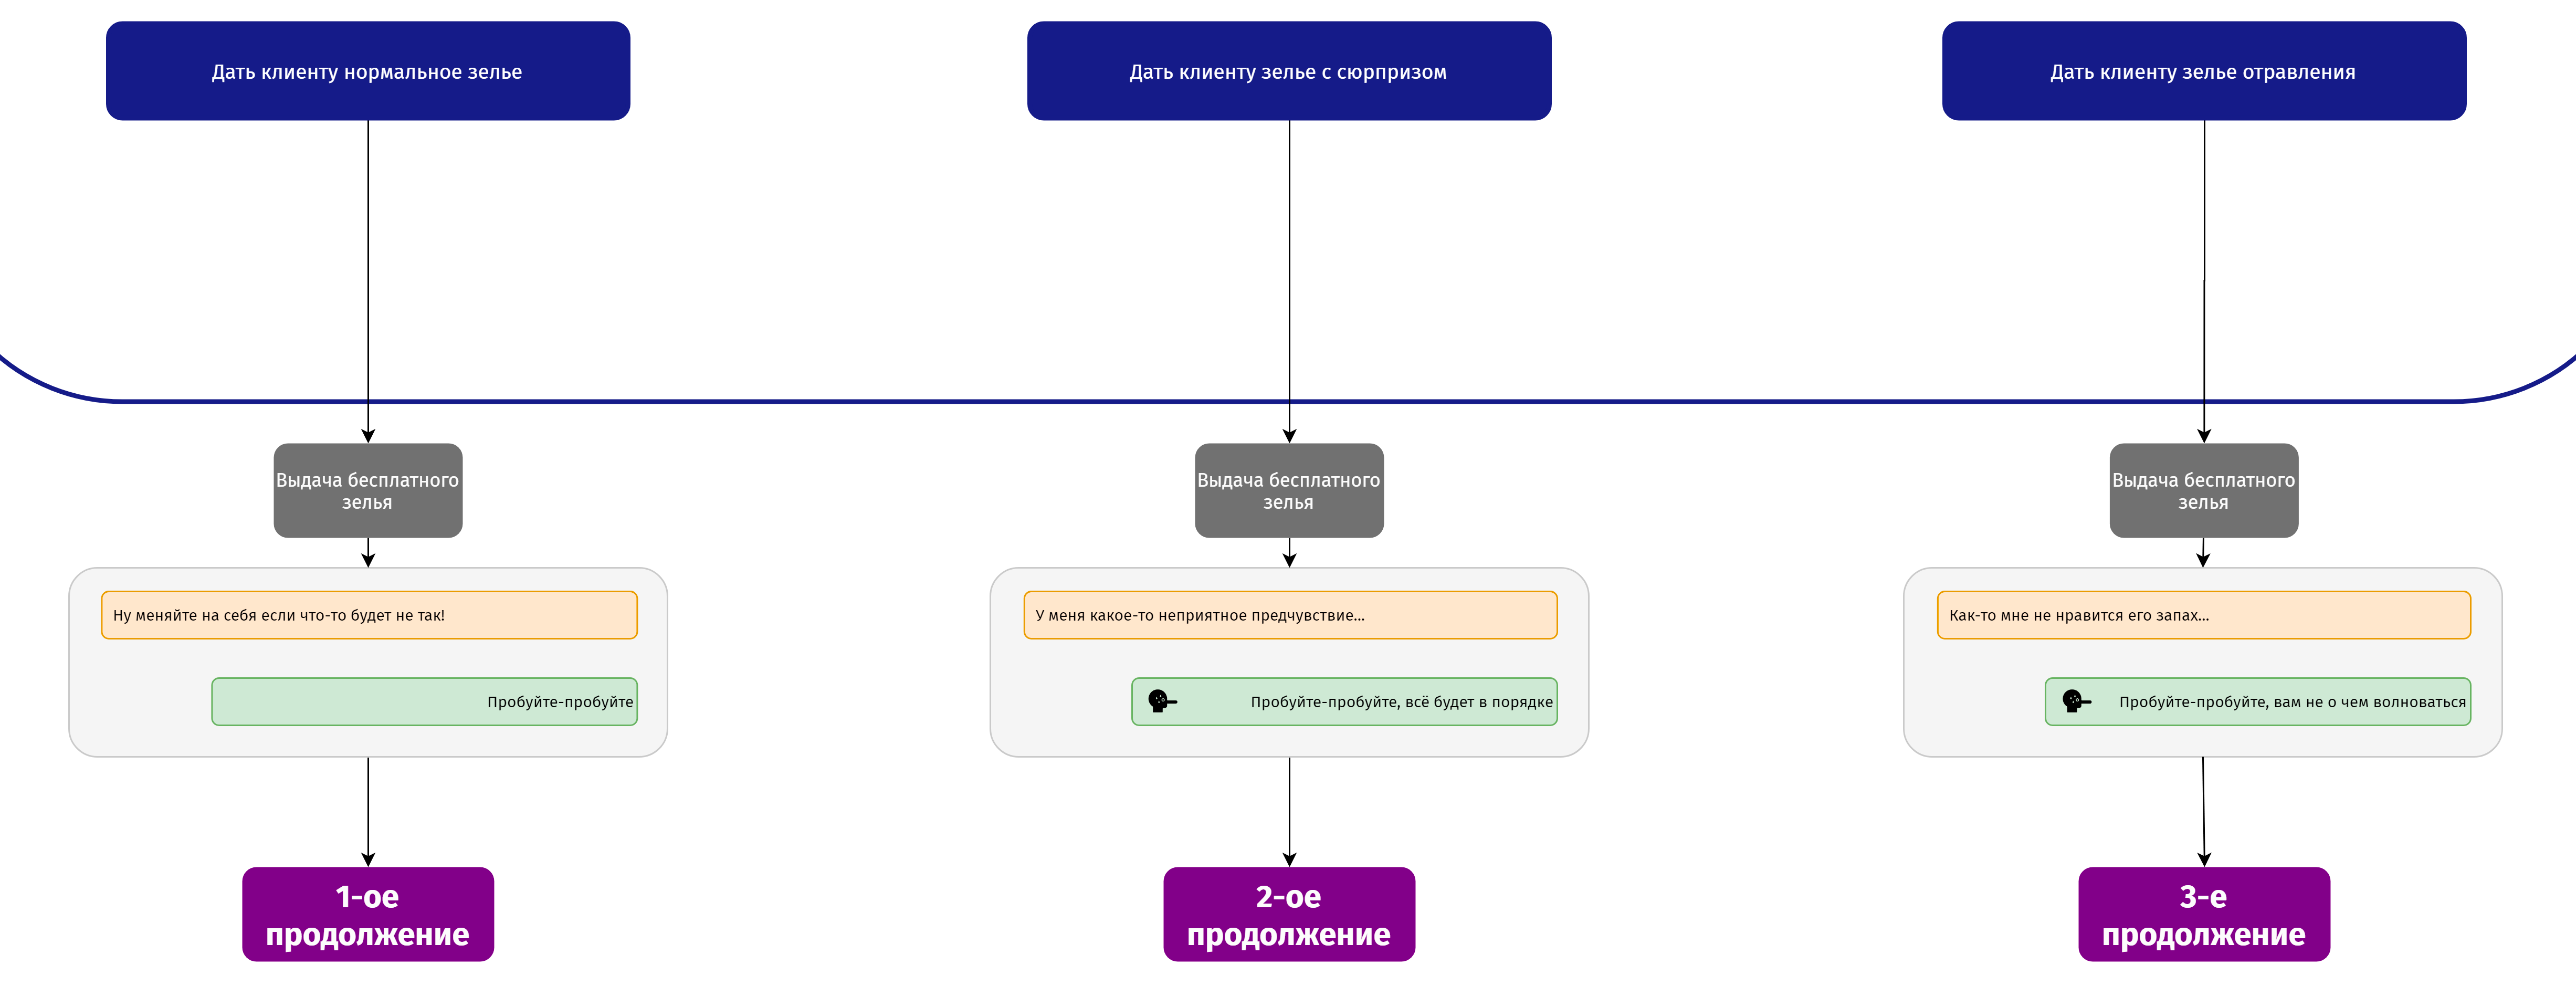 Дать клиенту нормальное зелье
Дать клиенту зелье с сюрпризом
Дать клиенту зелье отравления
Выдача бесплатного
зелья
Выдача бесплатного
зелья
Выдача бесплатного
зелья
Ну меняйте на себя если что-то будет не так!
Пробуйте-пробуйте
У меня какое-то неприятное предчувствие...
Пробуйте-пробуйте, всё будет в порядке
Как-то мне не нравится его запах...
Пробуйте-пробуйте, вам не о чем волноваться
1-ое
продолжение
2-ое
продолжение
3-е
продолжение